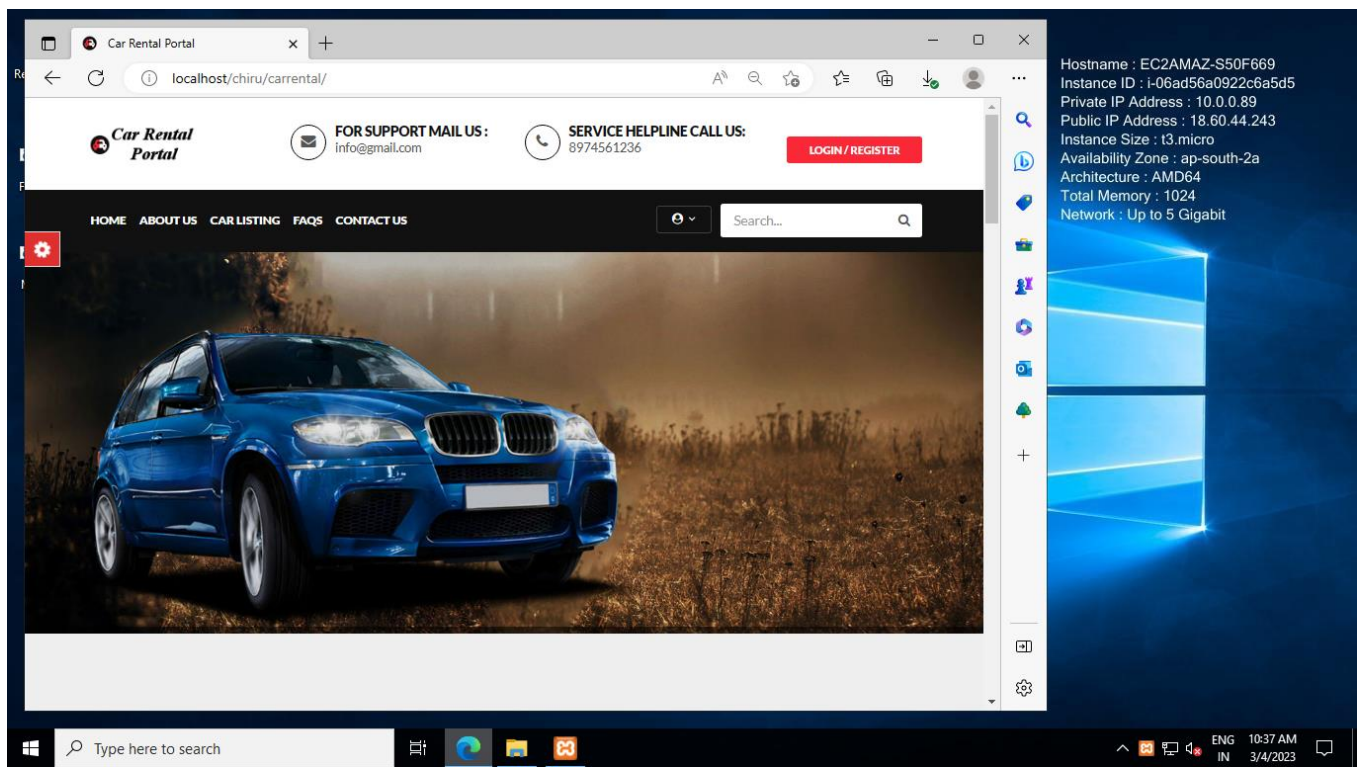 Car Rental Portal
localhost/chiru/carrental/
Car Rental
Portal
FOR SUPPORT MAIL US :
info@gmail.com
SERVICE HELPLINE CALL US:
8974561236
LOGIN / REGISTER
HOME ABOUT US CAR LISTING FAQS CONTACT US
Search...
Hostname : EC2AMAZ-S50F669
Instance ID : i-06ad56a0922c6a5d5
Private IP Address : 10.0.0.89
Public IP Address : 18.60.44.243
Instance Size : t3.micro
Availability Zone : ap-south-2a
Architecture : AMD64
Total Memory : 1024
Network : Up to 5 Gigabit
Type here to search
ENG
IN
10:37 AM
3/4/2023